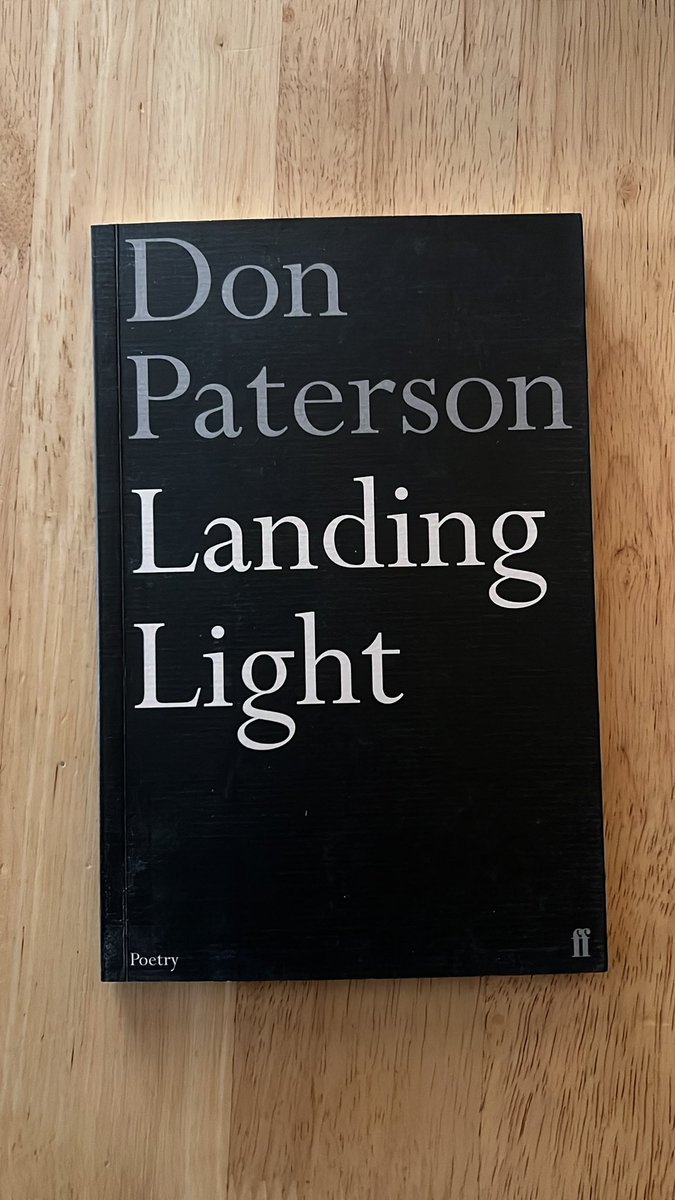 Don
Paterson
Landing
Light
Poetry
ff